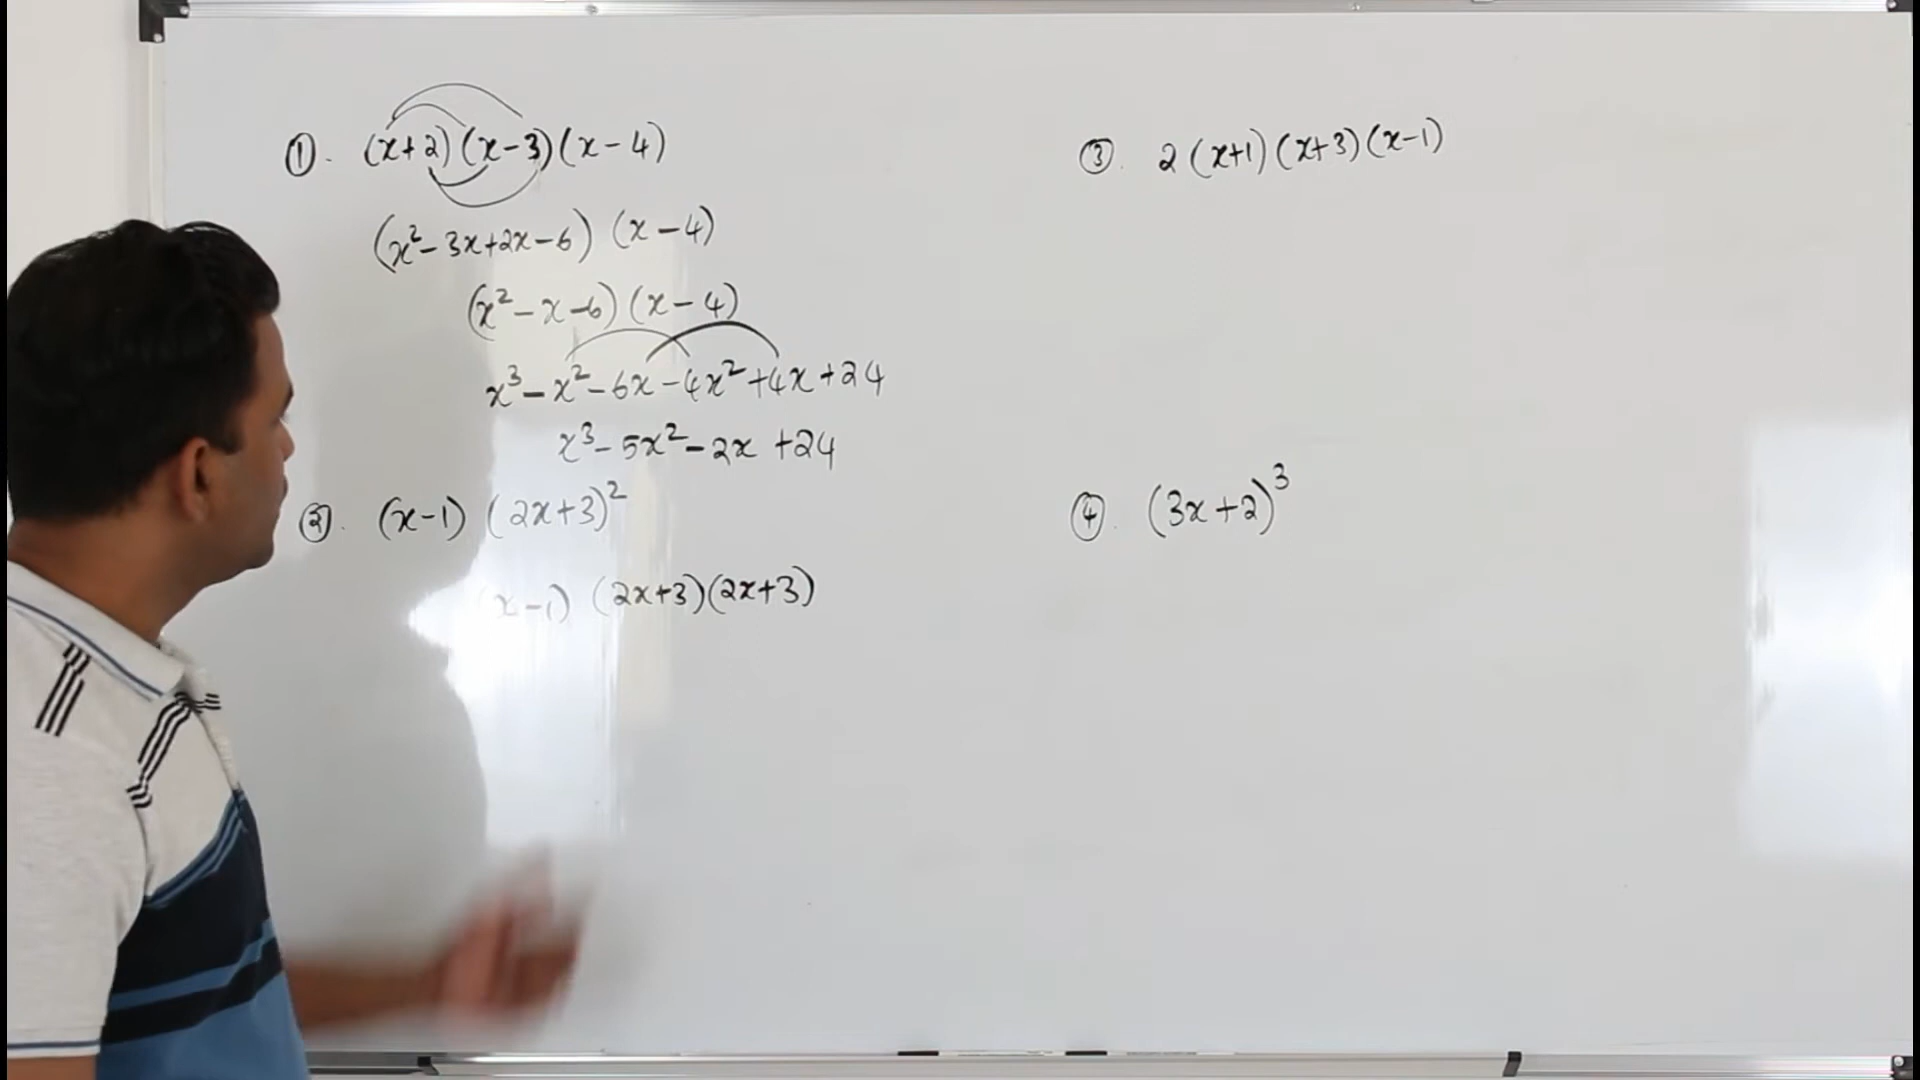 ①. (x+2)(x-3)(x-4)
(x²-3x+2x-6) (x-4)
(x²-x-6)(x-4)
x³-x²-6x-4x²+4x+24
x³-5x²-2x+24
②. (x-1) (2x+3)²
(x-1) (2x+3)(2x+3)
③. 2(x+1)(x+3)(x-1)
④. (3x+2)³